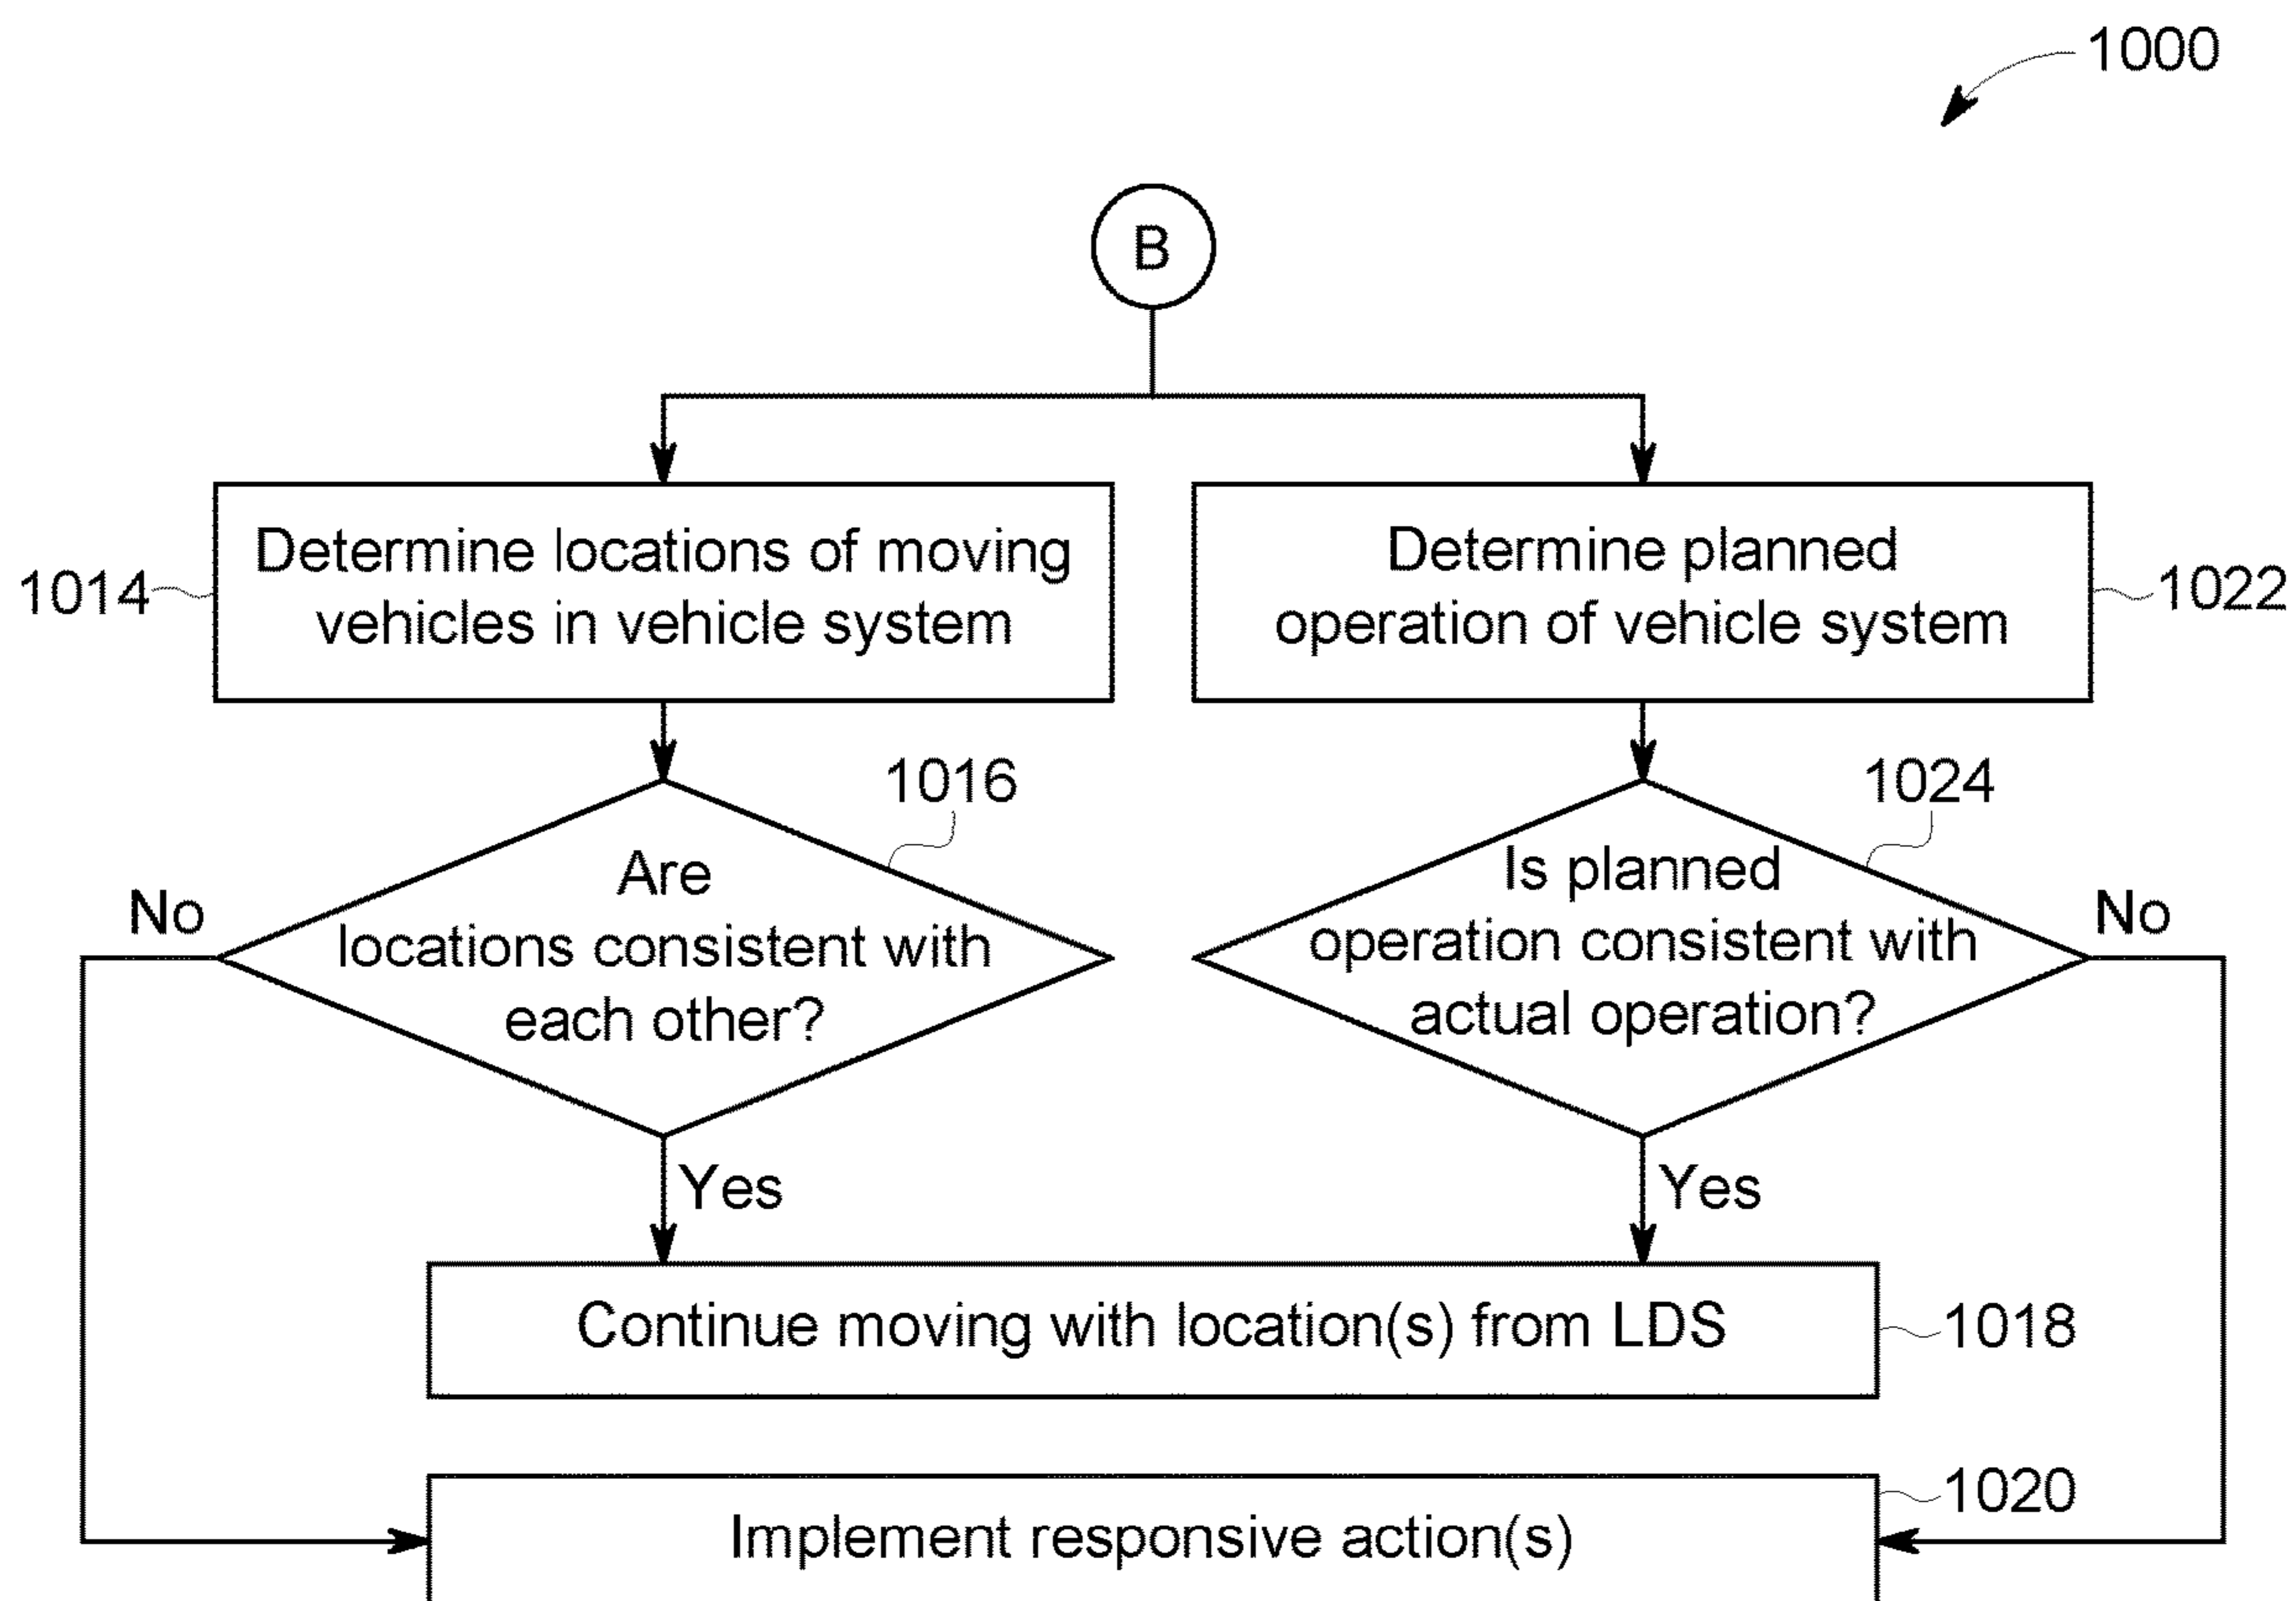 1000
B
1014
Determine locations of moving
vehicles in vehicle system
Determine planned
operation of vehicle system
1022
1016
Are
locations consistent with
each other?
No
Yes
1024
Is planned
operation consistent with
actual operation?
No
Yes
Continue moving with location(s) from LDS
1018
Implement responsive action(s)
1020